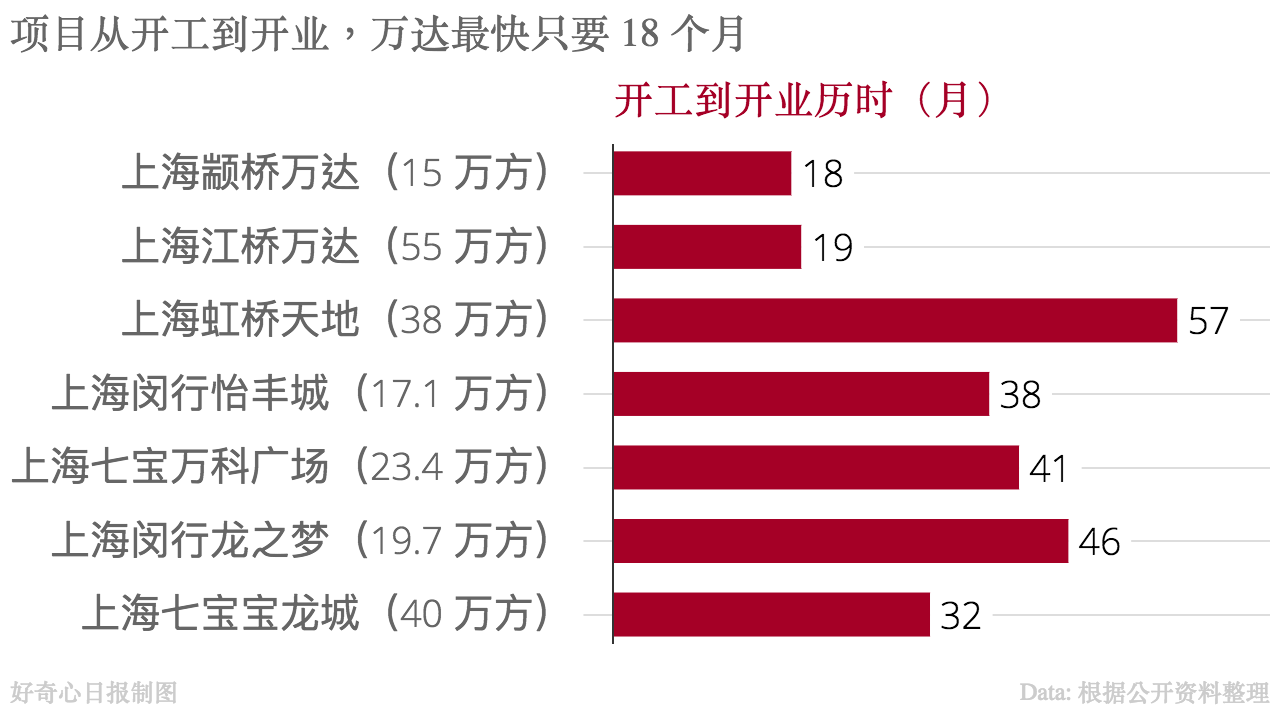 项目从开工到开业，万达最快只要 18 个月
开工到开业历时（月）
上海颛桥万达（15 万方） 18
上海江桥万达（55 万方） 19
上海虹桥天地（38 万方） 57
上海闵行怡丰城（17.1 万方） 38
上海七宝万科广场（23.4 万方） 41
上海闵行龙之梦（19.7 万方） 46
上海七宝宝龙城（40 万方） 32
好奇心日报制图 Data: 根据公开资料整理